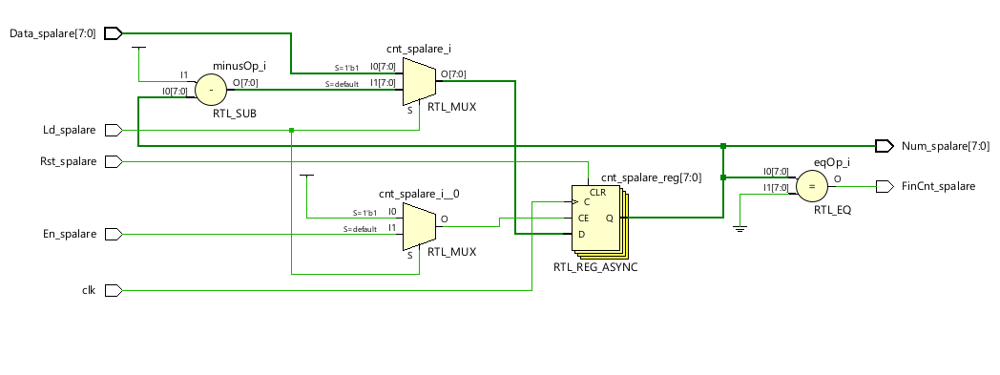 Data_spalare[7:0]
cnt_spalare_i
minusOp_i
S=1'b1 I0[7:0]
I1 O[7:0]
O[7:0] S=default I1[7:0]
I0[7:0] -
S
RTL_SUB RTL_MUX
Ld_spalare
Num_spalare[7:0]
Rst_spalare
eqOp_i
cnt_spalare_reg[7:0]
I0[7:0] O
cnt_spalare_i__0
CLR
I1[7:0] = FinCnt_spalare
C
S=1'b1 I0
RTL_EQ
O CE Q
S=default I1
En_spalare D
S RTL_MUX
RTL_REG_ASYNC
clk